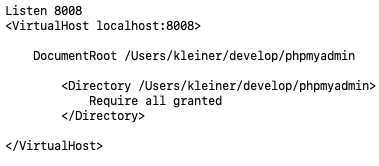 Listen 8008
<VirtualHost localhost:8008>
DocumentRoot /Users/kleiner/develop/phpmyadmin
<Directory /Users/kleiner/develop/phpmyadmin>
Require all granted
</Directory>
</VirtualHost>